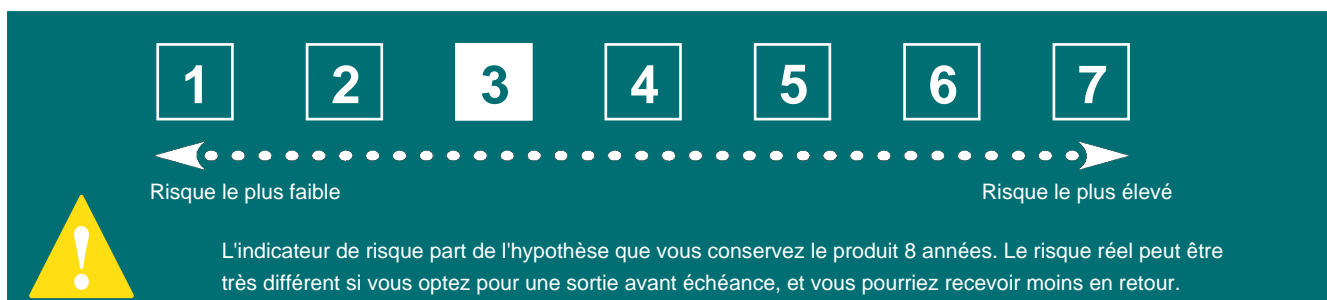 1 2 3 4 5 6 7
Risque le plus faible Risque le plus élevé
!
L'indicateur de risque part de l'hypothèse que vous conservez le produit 8 années. Le risque réel peut être
très différent si vous optez pour une sortie avant échéance, et vous pourriez recevoir moins en retour.